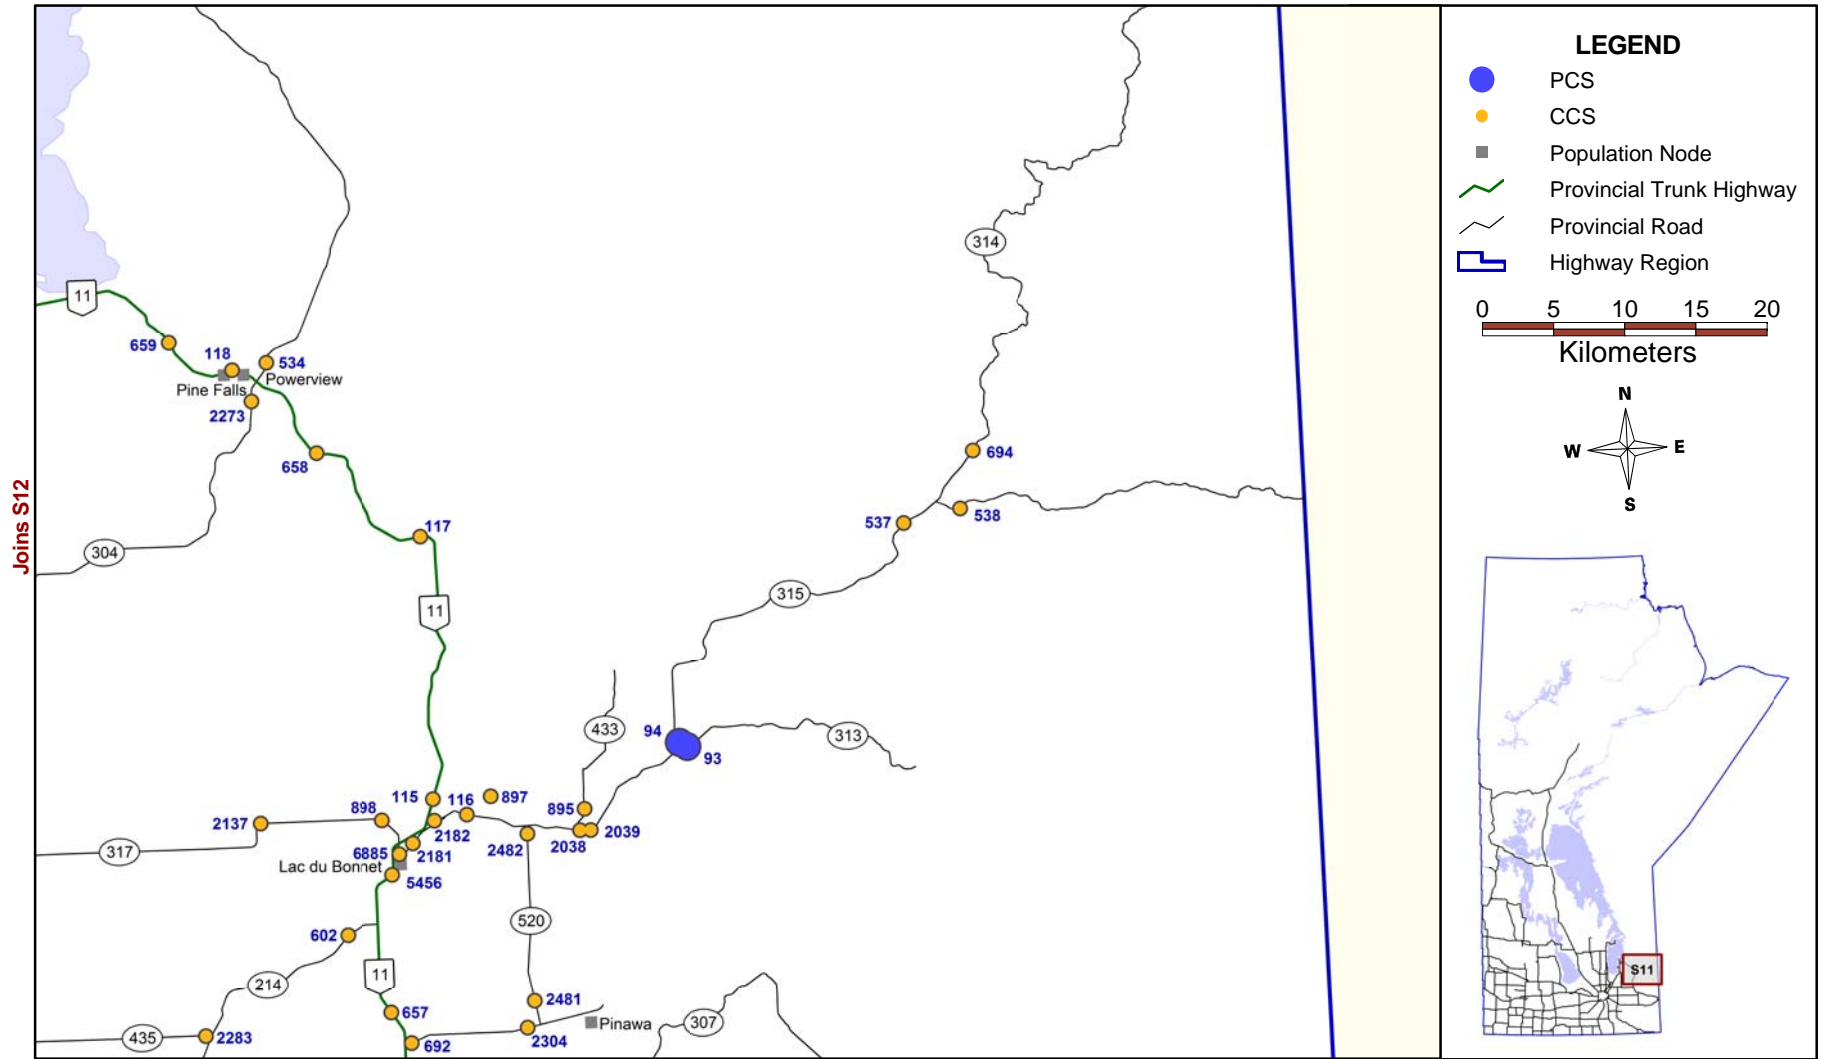 LEGEND
PCS
CCS
Population Node
Provincial Trunk Highway
Provincial Road
Highway Region
0 5 10 15 20
Kilometers
N
W E
S
S11
Joins S12
314
11
659
118
534
Pine Falls
Powerview
2273
658
694
117
537
538
304
315
11
433
94
93
313
115
116
897
898
895
2137
2182
2039
317
6885
2181
2482
2038
Lac du Bonnet
5456
520
602
11
214
2481
657
Pinawa
307
435
2283
692
2304